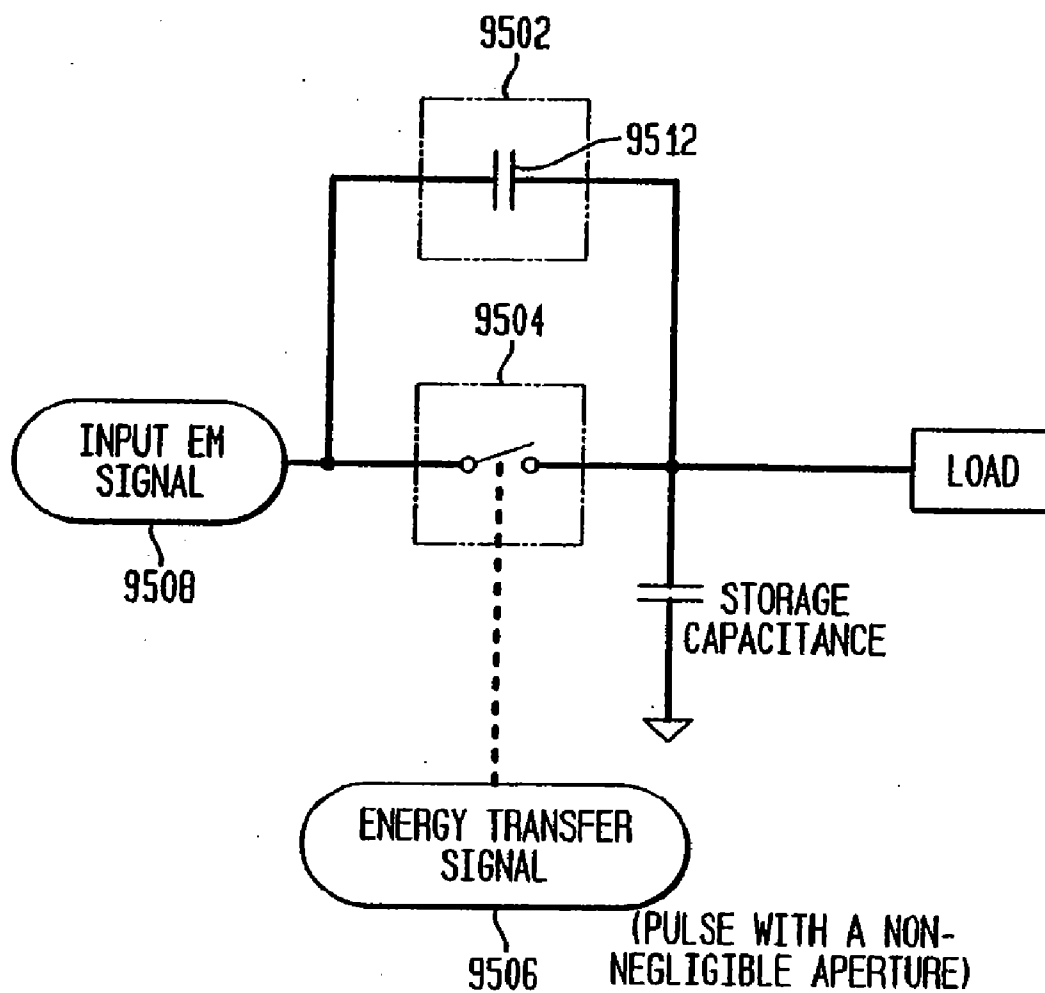 9502
9512
9504
INPUT EM
SIGNAL
LOAD
9508
STORAGE
CAPACITANCE
ENERGY TRANSFER
SIGNAL
(PULSE WITH A NON-
NEGLIGIBLE APERTURE)
9506